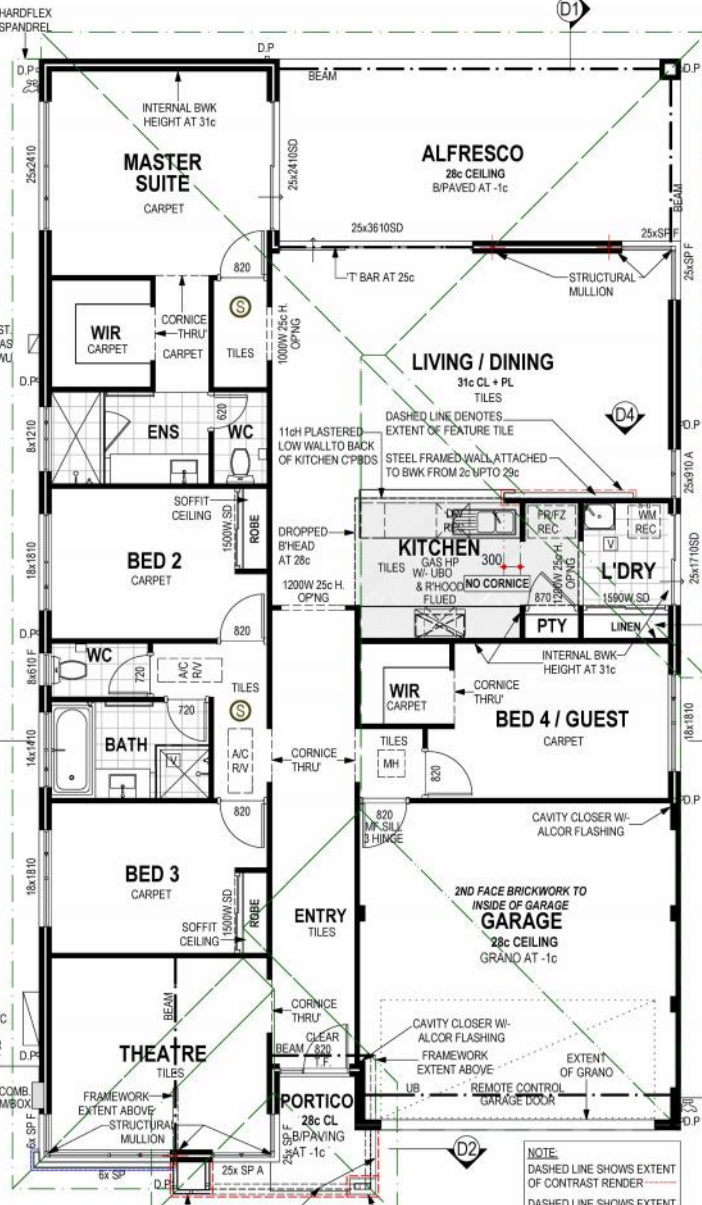 HARDFLEX
SPANDREL
D1
D.P
D.P
BEAM
D.P
INTERNAL BWK
HEIGHT AT 31c
25x2410
MASTER
SUITE
CARPET
25x2410SD
ALFRESCO
28c CEILING
B/PAVED AT -1c
BEAM
25x3610SD
25xSP F
25xSP F
820
'T' BAR AT 25c
STRUCTURAL
MULLION
S
WIR
CARPET
CORNICE
THRU'
CARPET
TILES
1000W 25c H.
OP'NG
ST.
AS
WU
D.P
LIVING / DINING
31c CL + PL
TILES
DASHED LINE DENOTES
EXTENT OF FEATURE TILE
D4
D.P
8x1210
ENS
620
WC
11cH PLASTERED
LOW WALL TO BACK
OF KITCHEN C'PBDS
STEEL FRAMED WALL ATTACHED
TO BWK FROM 2c UPTO 29c
25x910 A
SOFFIT
CEILING
1500W.SD
ROBE
18x1810
BED 2
CARPET
DROPPED
B'HEAD
AT 28c
1200W 25c H.
OP'NG
KITCHEN
TILES
GAS HP
W/- UBO
& R'HOOD
FLUED
300
NO CORNICE
REC
FR/FZ
REC
1200W 25c H.
OP'NG
870
WM
REC
V
L'DRY
1590W.SD
25x1710SD
PTY
LINEN
820
D.P
8x610 F
WC
720
A/C
R/V
TILES
INTERNAL BWK
HEIGHT AT 31c
WIR
CARPET
CORNICE
THRU'
BED 4 / GUEST
CARPET
18x1810
720
S
14x1410
BATH
V
A/C
R/V
CORNICE
THRU'
TILES
MH
820
D.P
820
820
MF SILL
3 HINGE
CAVITY CLOSER W/-
ALCOR FLASHING
18x1810
BED 3
CARPET
1500W.SD
ROBE
SOFFIT
CEILING
ENTRY
TILES
2ND FACE BRICKWORK TO
INSIDE OF GARAGE
GARAGE
28c CEILING
GRANO AT -1c
BEAM
CORNICE
THRU'
C
D.P
THEATRE
TILES
CLEAR
820
T.F.
BEAM
CAVITY CLOSER W/-
ALCOR FLASHING
FRAMEWORK
EXTENT ABOVE
EXTENT
OF GRANO
COMB.
M/BOX
FRAMEWORK
EXTENT ABOVE
STRUCTURAL
MULLION
PORTICO
28c CL
B/PAVING
AT -1c
UB
REMOTE CONTROL
GARAGE DOOR
D.P
6x SP F
6x SP
D.P
25x SP A
25x SP F
D2
NOTE:
DASHED LINE SHOWS EXTENT
OF CONTRAST RENDER
DASHED LINE SHOWS EXTENT